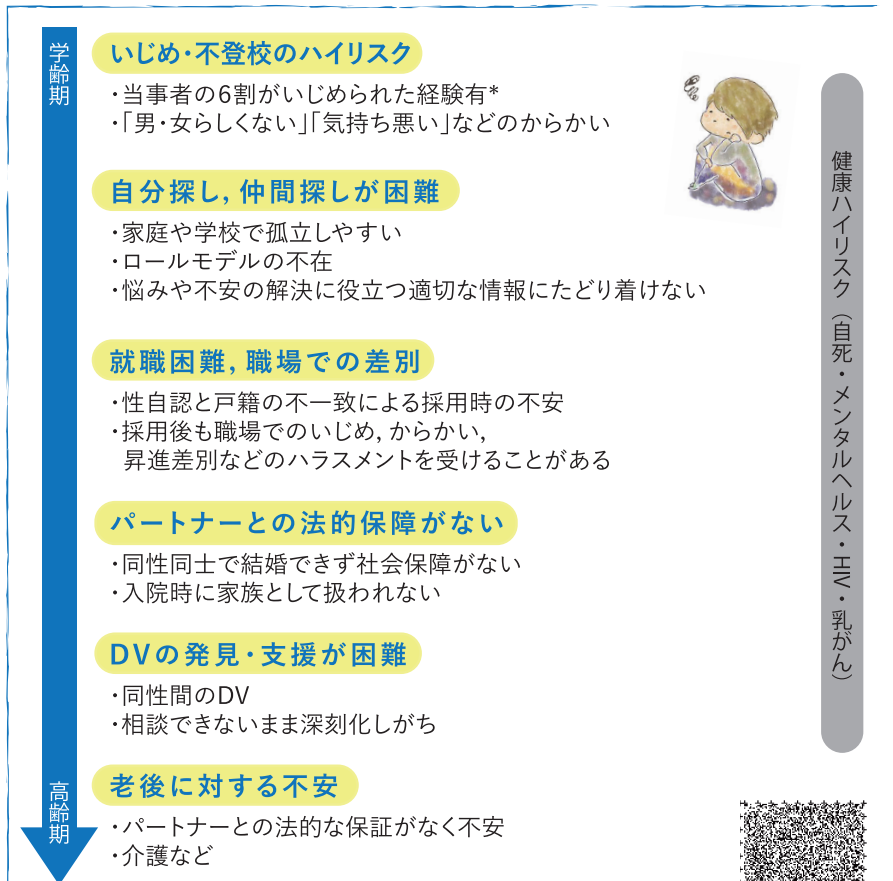 学齢期
いじめ・不登校のハイリスク
・当事者の6割がいじめられた経験有*
・「男・女らしくない」「気持ち悪い」などのからかい
自分探し, 仲間探しが困難
・家庭や学校で孤立しやすい
・ロールモデルの不在
・悩みや不安の解決に役立つ適切な情報にたどり着けない
就職困難, 職場での差別
・性自認と戸籍の不一致による採用時の不安
・採用後も職場でのいじめ, からかい,
昇進差別などのハラスメントを受けることがある
パートナーとの法的保障がない
・同性同士で結婚できず社会保障がない
・入院時に家族として扱われない
DVの発見・支援が困難
・同性間のDV
・相談できないまま深刻化しがち
老後に対する不安
・パートナーとの法的な保証がなく不安
・介護など
高齢期
健康ハイリスク（自死・メンタルヘルス・HIV・乳がん）